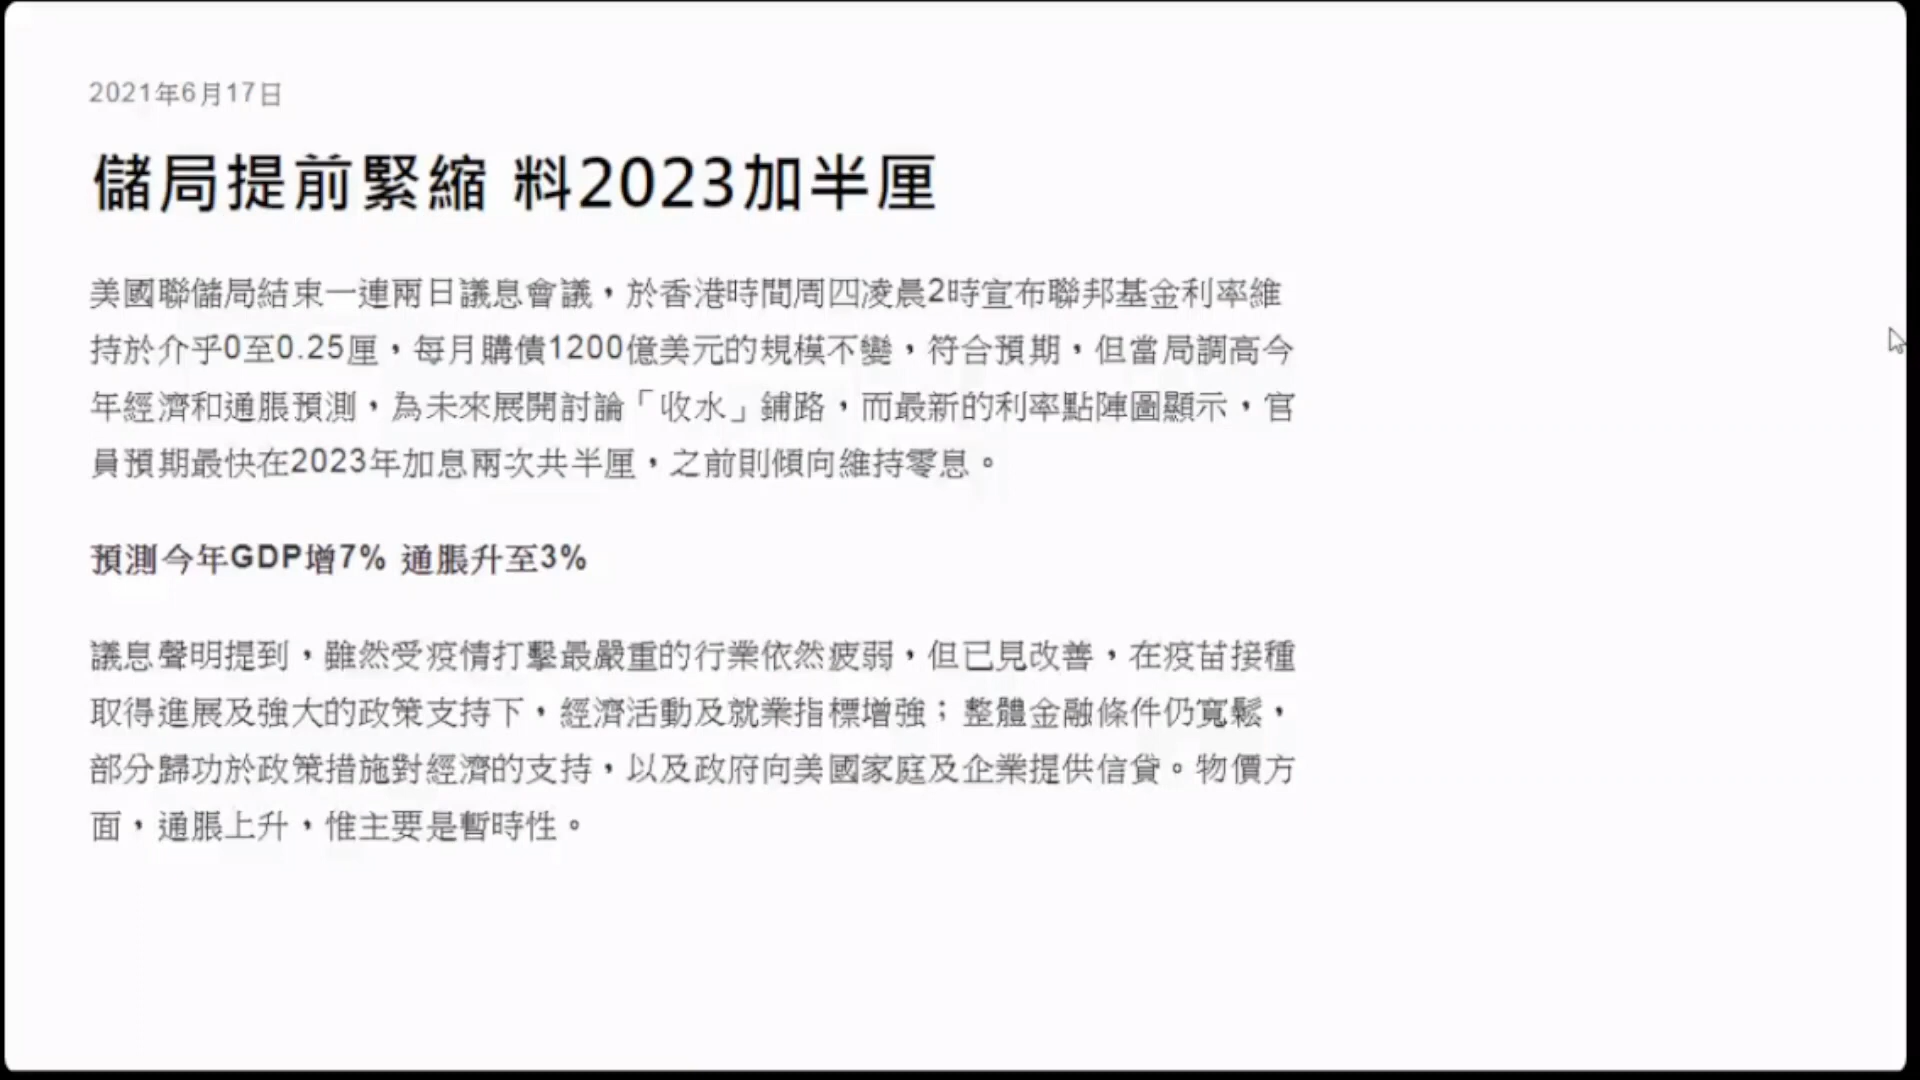 2021年6月17日
儲局提前緊縮 料2023加半厘
美國聯儲局結束一連兩日議息會議，於香港時間周四凌晨2時宣布聯邦基金利率維
持於介乎0至0.25厘，每月購債1200億美元的規模不變，符合預期，但當局調高今
年經濟和通脹預測，為未來展開討論「收水」鋪路，而最新的利率點陣圖顯示，官
員預期最快在2023年加息兩次共半厘，之前則傾向維持零息。
預測今年GDP增7% 通脹升至3%
議息聲明提到，雖然受疫情打擊最嚴重的行業依然疲弱，但已見改善，在疫苗接種
取得進展及強大的政策支持下，經濟活動及就業指標增強；整體金融條件仍寬鬆，
部分歸功於政策措施對經濟的支持，以及政府向美國家庭及企業提供信貸。物價方
面，通脹上升，惟主要是暫時性。